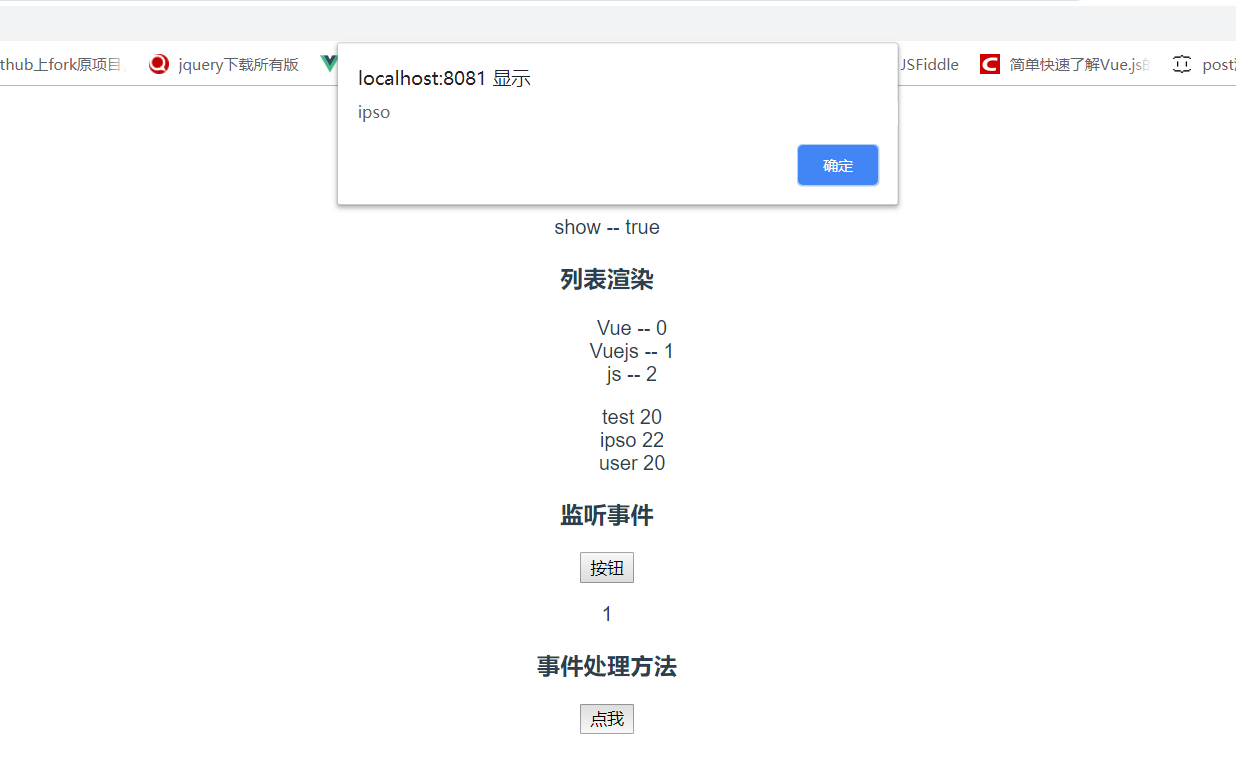 thub上fork原项目
jquery下载所有版
JSFiddle
简单快速了解Vue.js
post
localhost:8081 显示
ipso
确定
show -- true
列表渲染
Vue -- 0
Vuejs -- 1
js -- 2
test 20
ipso 22
user 20
监听事件
按钮
1
事件处理方法
点我